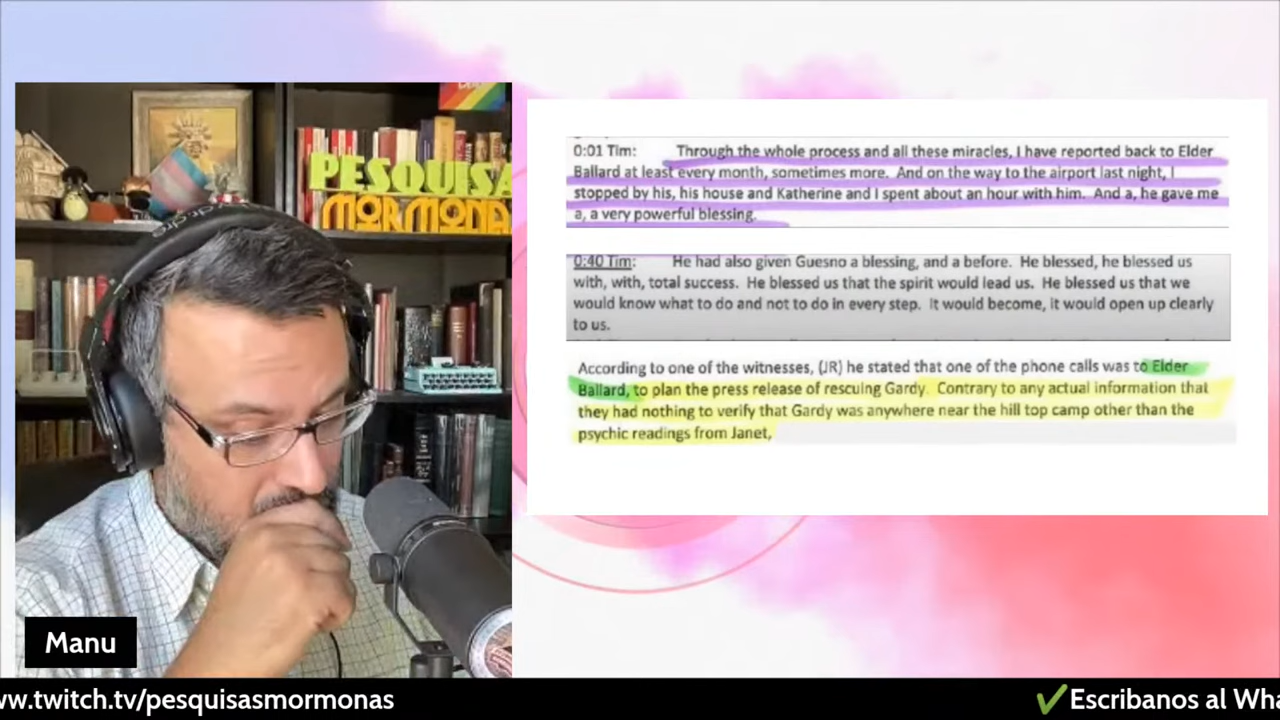 PESQUISA
MORMONA
0:01 Tim: Through the whole process and all these miracles, I have reported back to Elder
Ballard at least every month, sometimes more. And on the way to the airport last night, I
stopped by his, his house and Katherine and I spent about an hour with him. And a, he gave me
a, a very powerful blessing.
0:40 Tim: He had also given Guesno a blessing, and a before. He blessed, he blessed us
with, with, total success. He blessed us that the spirit would lead us. He blessed us that we
would know what to do and not to do in every step. It would become, it would open up clearly
to us.
According to one of the witnesses, (JR) he stated that one of the phone calls was to Elder
Ballard, to plan the press release of rescuing Gardy. Contrary to any actual information that
they had nothing to verify that Gardy was anywhere near the hill top camp other than the
psychic readings from Janet,
Manu
ww.twitch.tv/pesquisasmormonas
✔Escribanos al Wha